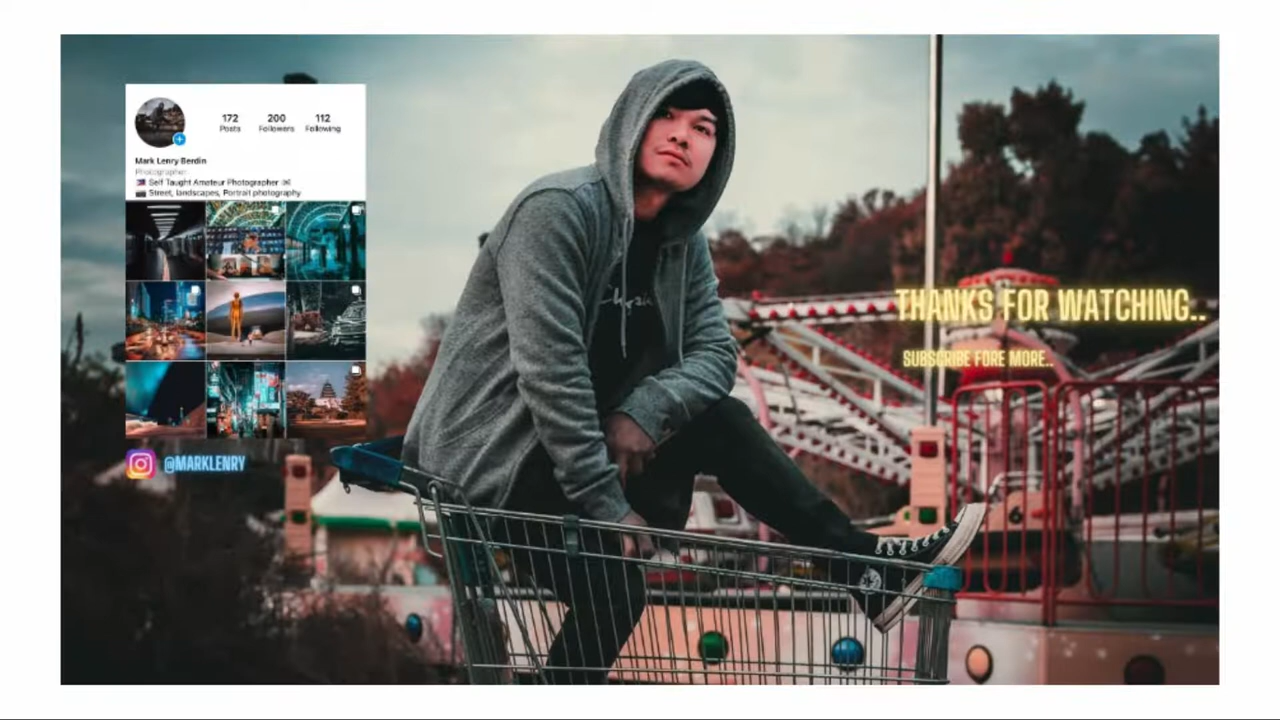 172 200 112
Posts Followers Following
Mark Lenry Berdin
Photographer
Self Taught Amateur Photographer
Street, landscapes, Portrait photography
@MARKLENRY
THANKS FOR WATCHING..
SUBSCRIBE FORE MORE..
6